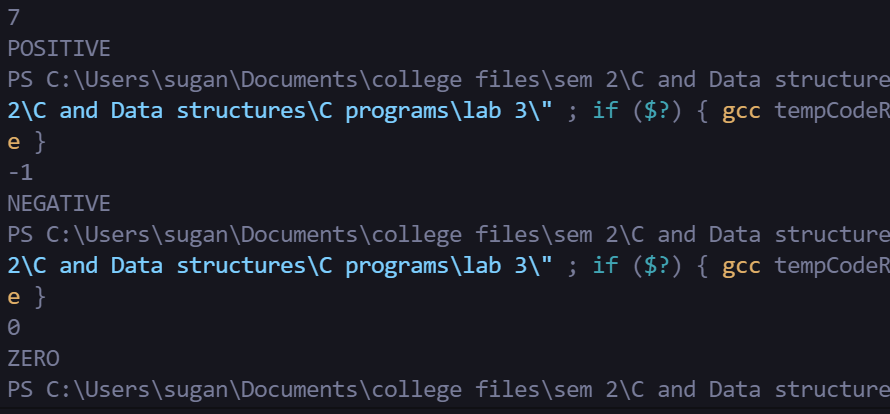 7
POSITIVE
PS C:\Users\sugan\Documents\college files\sem 2\C and Data structure
2\C and Data structures\C programs\lab 3\" ; if ($?) { gcc tempCodeR
e }
-1
NEGATIVE
PS C:\Users\sugan\Documents\college files\sem 2\C and Data structure
2\C and Data structures\C programs\lab 3\" ; if ($?) { gcc tempCodeR
e }
0
ZERO
PS C:\Users\sugan\Documents\college files\sem 2\C and Data structure